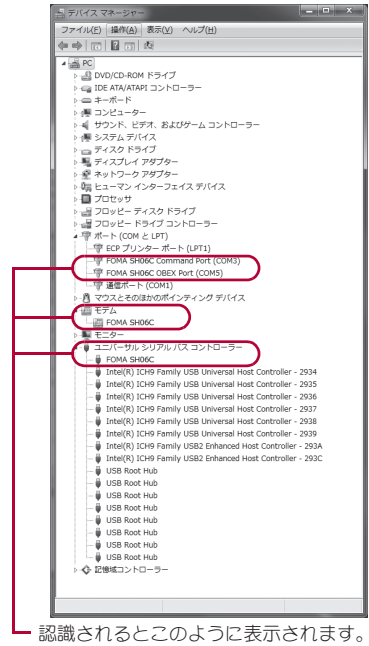 デバイス マネージャー
ファイル(F) 操作(A) 表示(V) ヘルプ(H)
PC
DVD/CD-ROM ドライブ
IDE ATA/ATAPI コントローラー
キーボード
コンピューター
サウンド、ビデオ、およびゲーム コントローラー
システム デバイス
ディスク ドライブ
ディスプレイ アダプター
ネットワーク アダプター
ヒューマン インターフェイス デバイス
プロセッサ
フロッピー ディスク ドライブ
フロッピー ドライブ コントローラー
ポート (COM と LPT)
ECP プリンター ポート (LPT1)
FOMA SH06C Command Port (COM3)
FOMA SH06C OBEX Port (COM5)
通信ポート (COM1)
マウスとそのほかのポインティング デバイス
モデム
FOMA SH06C
モニター
ユニバーサル シリアル バス コントローラー
FOMA SH06C
Intel(R) ICH9 Family USB Universal Host Controller - 2934
Intel(R) ICH9 Family USB Universal Host Controller - 2935
Intel(R) ICH9 Family USB Universal Host Controller - 2936
Intel(R) ICH9 Family USB Universal Host Controller - 2937
Intel(R) ICH9 Family USB Universal Host Controller - 2938
Intel(R) ICH9 Family USB Universal Host Controller - 2939
Intel(R) ICH9 Family USB2 Enhanced Host Controller - 293A
Intel(R) ICH9 Family USB2 Enhanced Host Controller - 293C
USB Root Hub
USB Root Hub
USB Root Hub
USB Root Hub
USB Root Hub
USB Root Hub
USB Root Hub
USB Root Hub
記憶域コントローラー
認識されるとこのように表示されます。